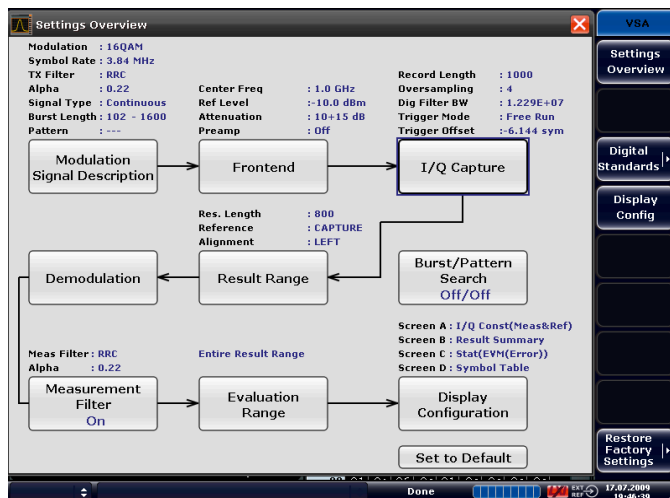 Settings Overview
VSA
Modulation : 16QAM
Symbol Rate : 3.84 MHz
TX Filter : RRC
Alpha : 0.22
Signal Type : Continuous
Burst Length : 102 - 1600
Pattern : ---
Center Freq : 1.0 GHz
Ref Level : -10.0 dBm
Attenuation : 10+15 dB
Preamp : Off
Record Length : 1000
Oversampling : 4
Dig Filter BW : 1.229E+07
Trigger Mode : Free Run
Trigger Offset : -6.144 sym
Modulation
Signal Description
Frontend
I/Q Capture
Res. Length : 800
Reference : CAPTURE
Alignment : LEFT
Demodulation
Result Range
Burst/Pattern
Search
Off/Off
Screen A : I/Q Const(Meas&Ref)
Screen B : Result Summary
Screen C : Stat(EVM(Error))
Screen D : Symbol Table
Meas Filter : RRC
Alpha : 0.22
Entire Result Range
Measurement
Filter
On
Evaluation
Range
Display
Configuration
Set to Default
Settings
Overview
Digital
Standards
Display
Config
Restore
Factory
Settings
Done
EXT
REF
17.07.2009
19:46:39